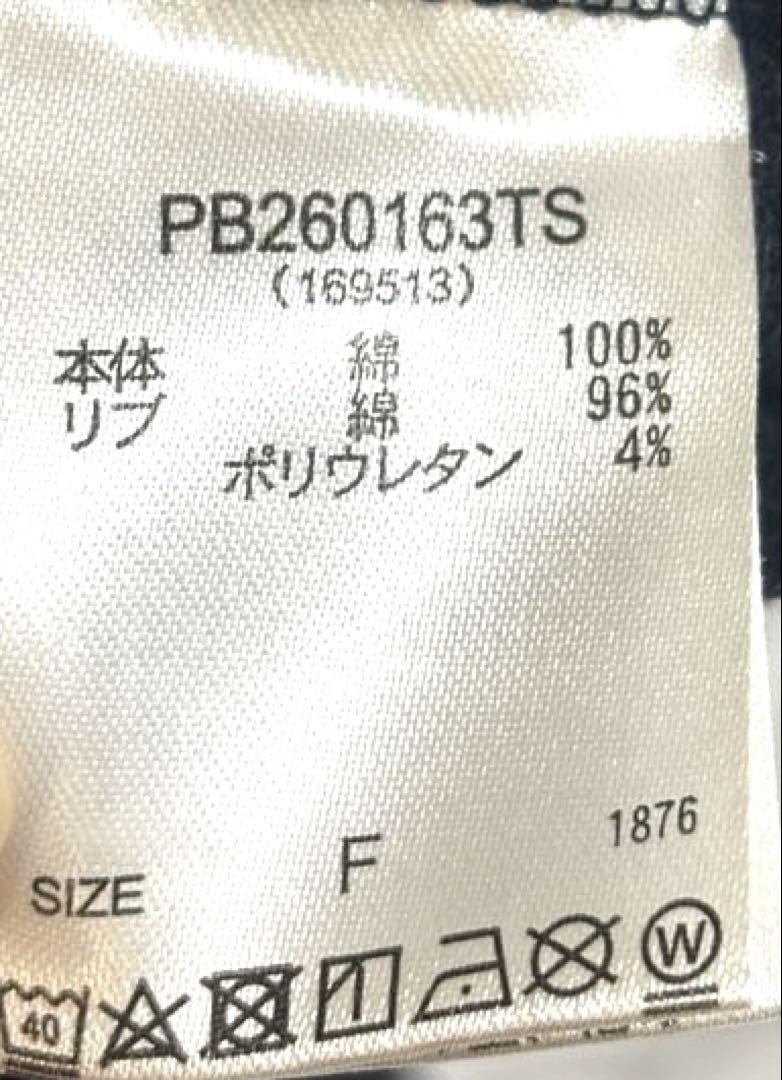 PB260163TS
(169513)
本体 綿 100%
リブ 綿 96%
ポリウレタン 4%
1876
SIZE F
40 W